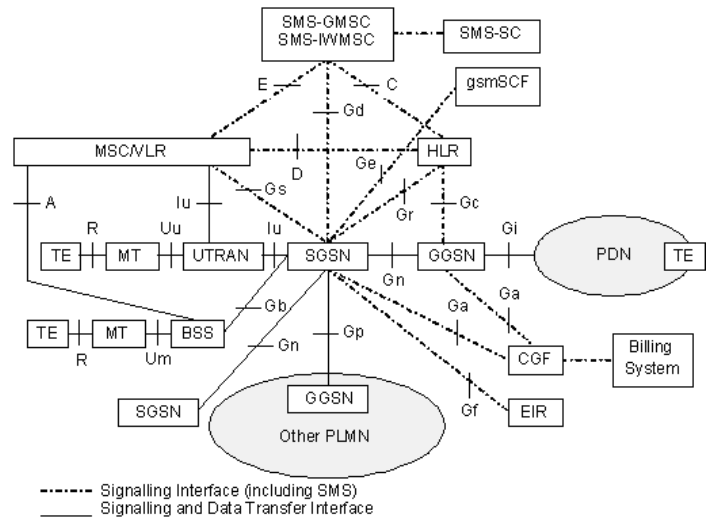 SMS-GMSC
SMS-IWMSC
SMS-SC
gsmSCF
E
C
Gd
MSC/VLR
HLR
D
Ge
Gs
Gr
A
Iu
Gc
R
Uu
Iu
Gi
TE
MT
UTRAN
SGSN
GGSN
PDN
TE
Gn
Gb
Ga
Ga
TE
MT
BSS
Gp
Gn
R
Um
CGF
Billing
System
SGSN
GGSN
Gf
EIR
Other PLMN
Signalling Interface (including SMS)
Signalling and Data Transfer Interface